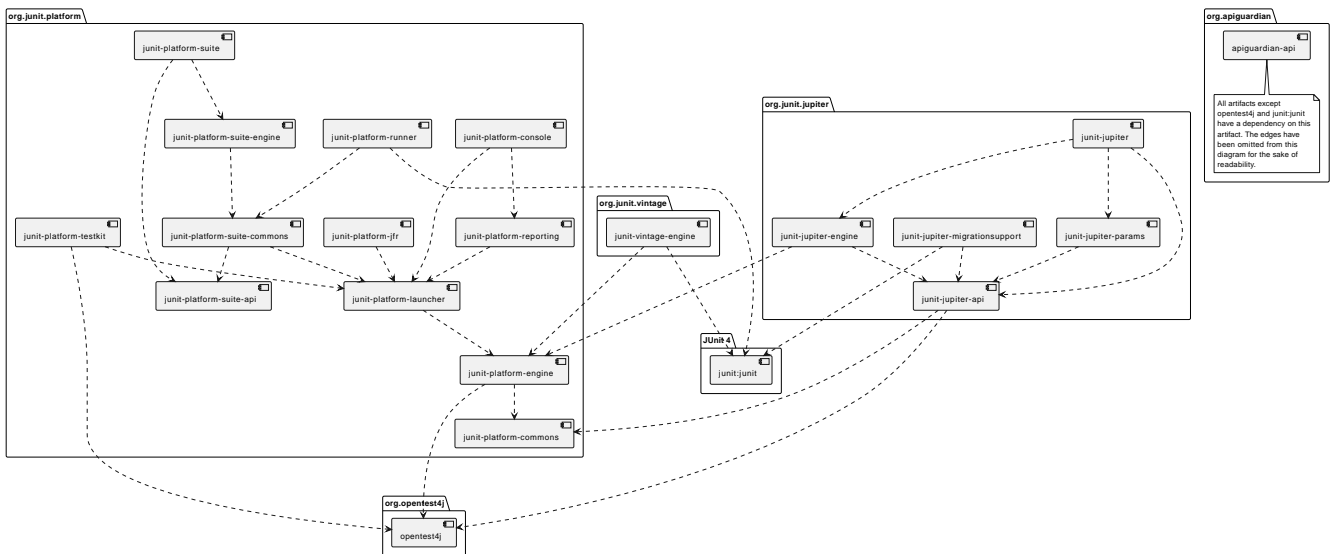 org.junit.platform
junit-platform-suite
junit-platform-suite-engine
junit-platform-runner
junit-platform-console
junit-platform-testkit
junit-platform-suite-commons
junit-platform-jfr
junit-platform-reporting
junit-platform-suite-api
junit-platform-launcher
junit-platform-engine
junit-platform-commons
org.junit.vintage
junit-vintage-engine
JUnit 4
junit:junit
org.junit.jupiter
junit-jupiter
junit-jupiter-engine
junit-jupiter-migrationsupport
junit-jupiter-params
junit-jupiter-api
org.apiguardian
apiguardian-api
All artifacts except
opentest4j and junit:junit
have a dependency on this
artifact. The edges have
been omitted from this
diagram for the sake of
readability.
org.opentest4j
opentest4j